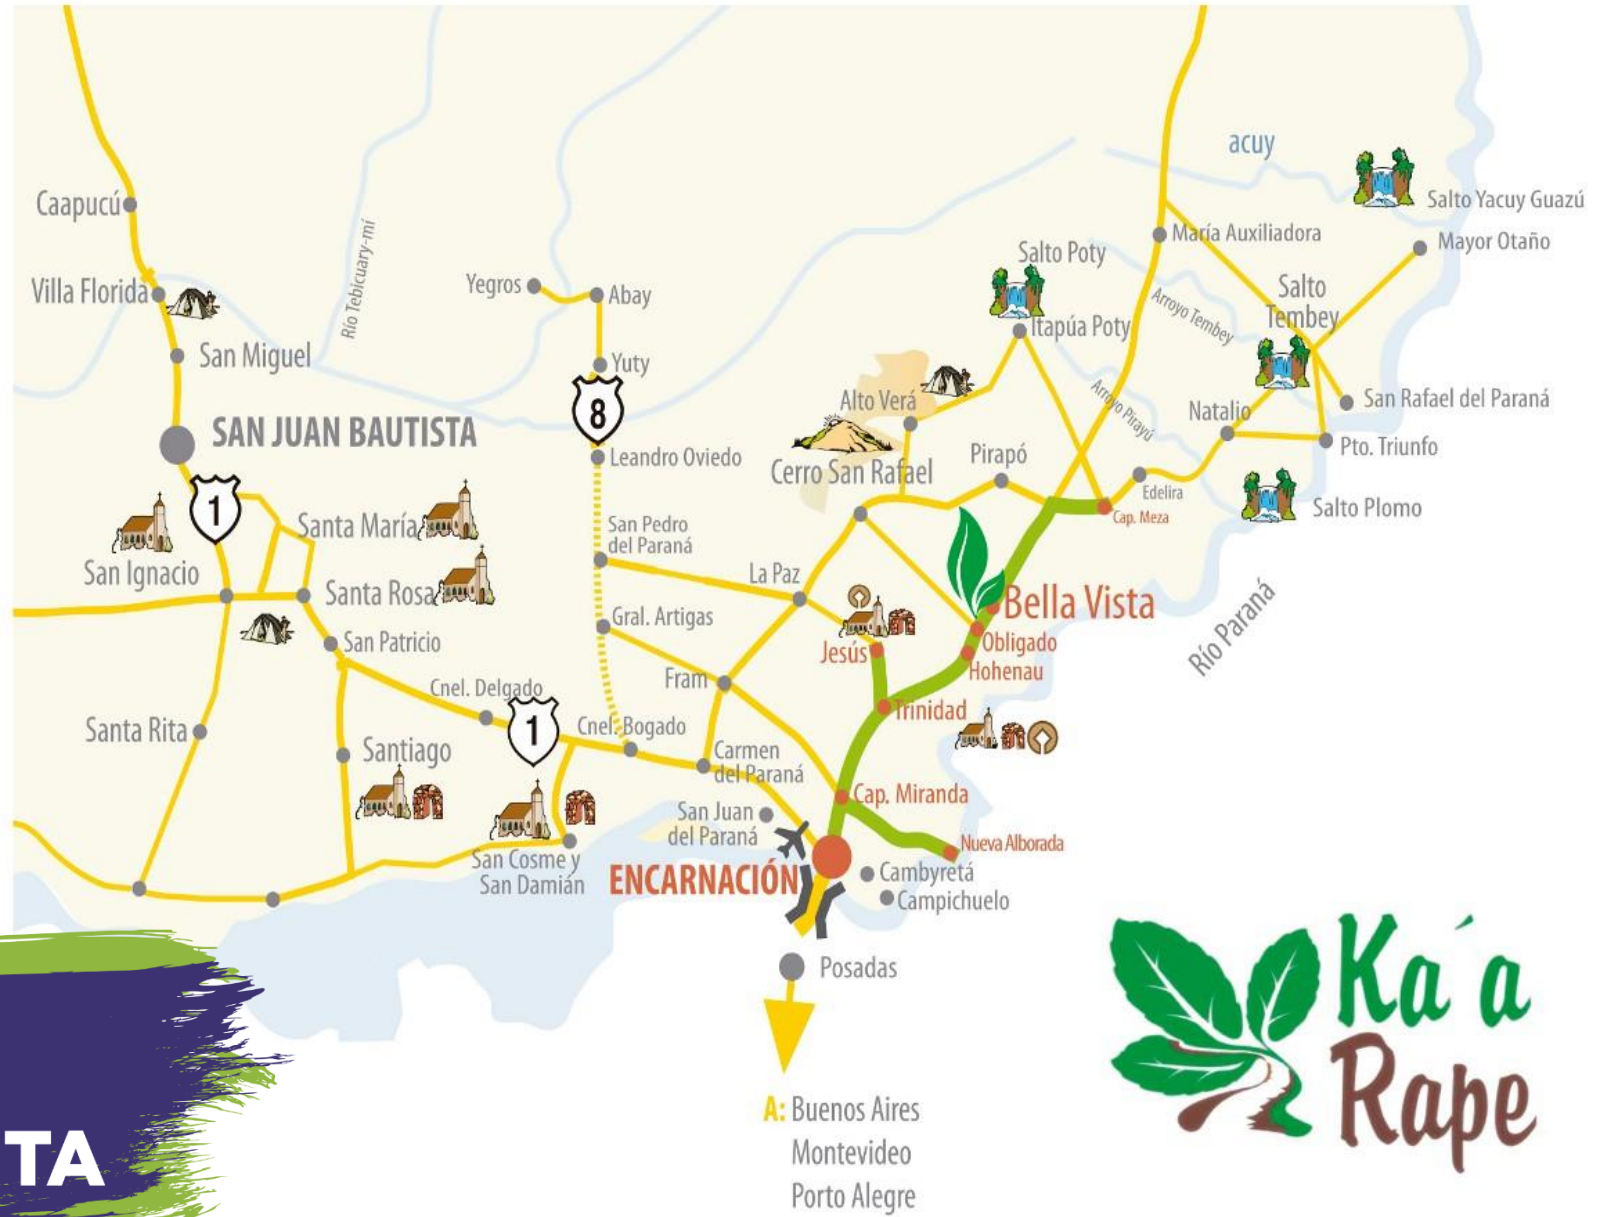 acuy
Salto Yacuy Guazú
Caapucú
María Auxiliadora
Mayor Otaño
Salto Poty
Río Tebicuary-mí
Villa Florida
Yegros
Abay
Arroyo Tembey
Salto
Tembey
Itapúa Poty
San Miguel
Yuty
Arroyo Pirayú
Alto Verá
Natalio
San Rafael del Paraná
8
SAN JUAN BAUTISTA
Leandro Oviedo
Cerro San Rafael
Pirapó
Pto. Triunfo
Edelira
Cap. Meza
Salto Plomo
1
Santa María
San Pedro
del Paraná
San Ignacio
Santa Rosa
La Paz
Bella Vista
Río Paraná
Gral. Artigas
San Patricio
Jesús
Obligado
Hohenau
Fram
Cnel. Delgado
Trinidad
Santa Rita
1
Cnel. Bogado
Santiago
Carmen
del Paraná
Cap. Miranda
San Juan
del Paraná
Nueva Alborada
San Cosme y
San Damián
ENCARNACIÓN
Cambyretá
Campichuelo
Posadas
Ka´a
Rape
A: Buenos Aires
Montevideo
Porto Alegre
TA